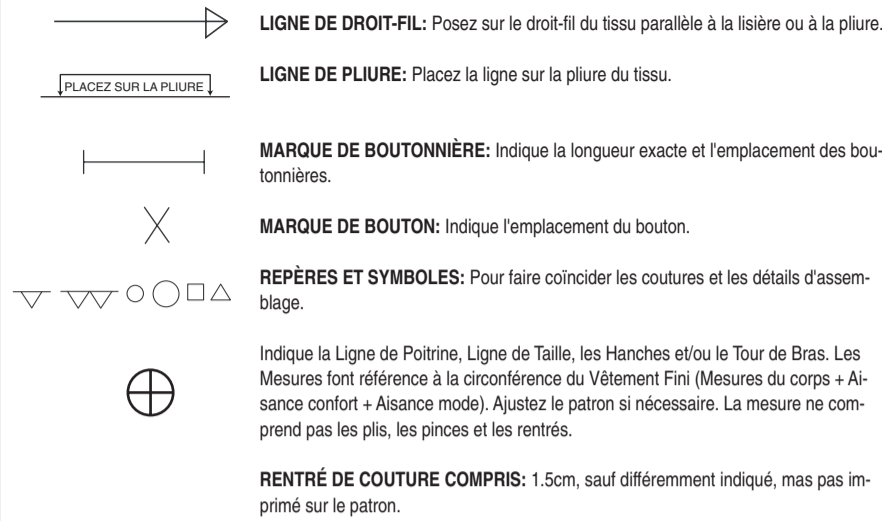 LIGNE DE DROIT-FIL: Posez sur le droit-fil du tissu parallèle à la lisière ou à la pliure.
PLACEZ SUR LA PLIURE
LIGNE DE PLIURE: Placez la ligne sur la pliure du tissu.
MARQUE DE BOUTONNIÈRE: Indique la longueur exacte et l'emplacement des bou-
tonnières.
MARQUE DE BOUTON: Indique l'emplacement du bouton.
REPÈRES ET SYMBOLES: Pour faire coïncider les coutures et les détails d'assem-
blage.
Indique la Ligne de Poitrine, Ligne de Taille, les Hanches et/ou le Tour de Bras. Les
Mesures font référence à la circonférence du Vêtement Fini (Mesures du corps + Ai-
sance confort + Aisance mode). Ajustez le patron si nécessaire. La mesure ne com-
prend pas les plis, les pinces et les rentrés.
RENTRÉ DE COUTURE COMPRIS: 1.5cm, sauf différemment indiqué, mas pas im-
primé sur le patron.